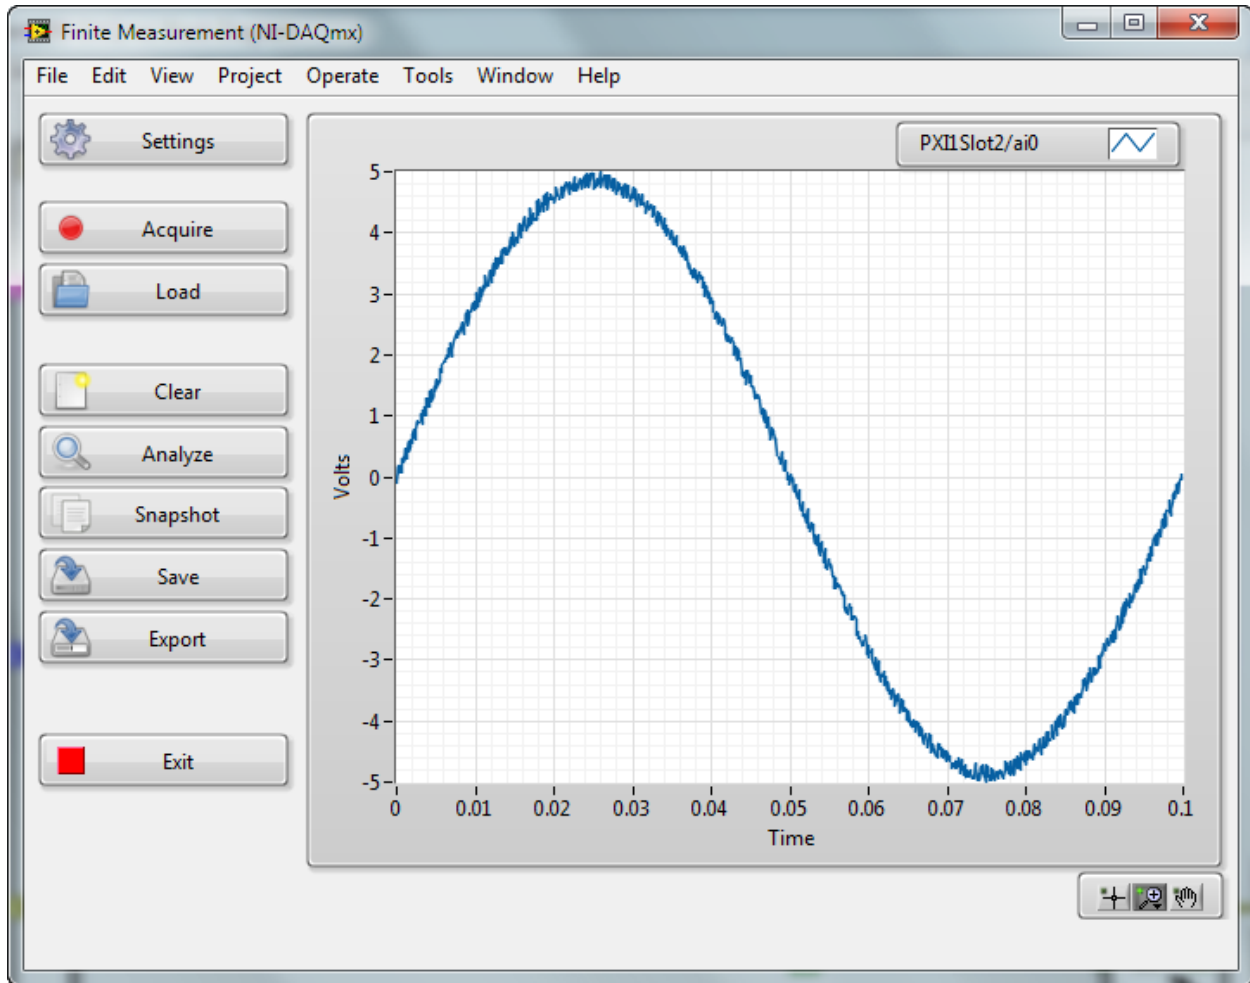 Finite Measurement (NI-DAQmx)
File Edit View Project Operate Tools Window Help
Settings
Acquire
Load
Clear
Analyze
Snapshot
Save
Export
Exit
PXI1Slot2/ai0
Volts
5
4
3
2
1
0
-1
-2
-3
-4
-5
0 0.01 0.02 0.03 0.04 0.05 0.06 0.07 0.08 0.09 0.1
Time